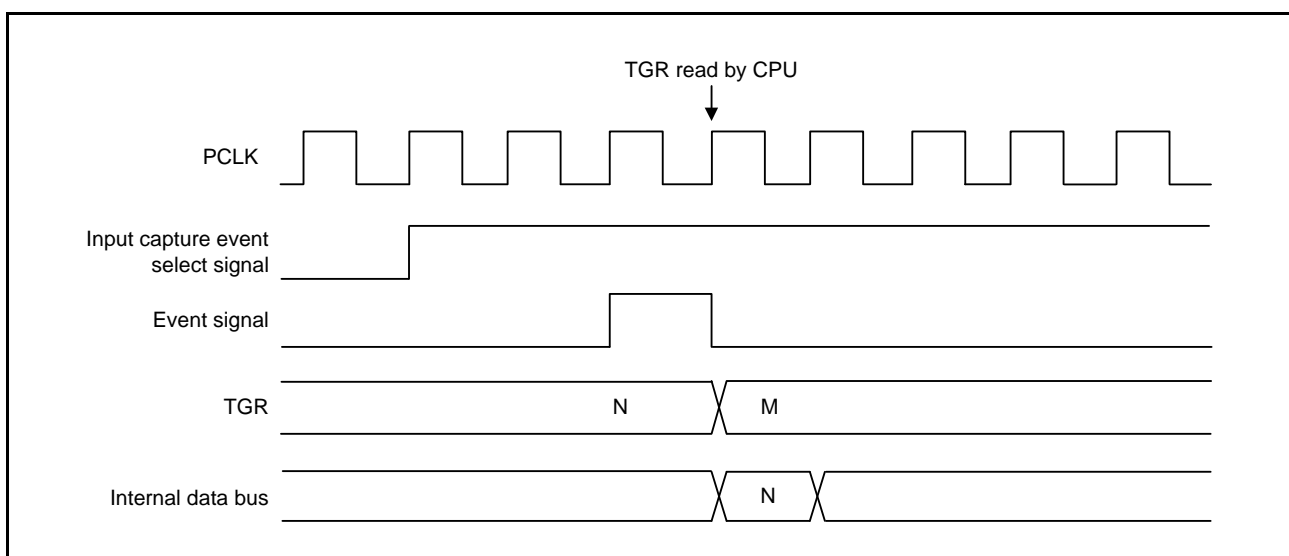 TGR read by CPU
PCLK
Input capture event
select signal
Event signal
TGR
N
M
Internal data bus
N